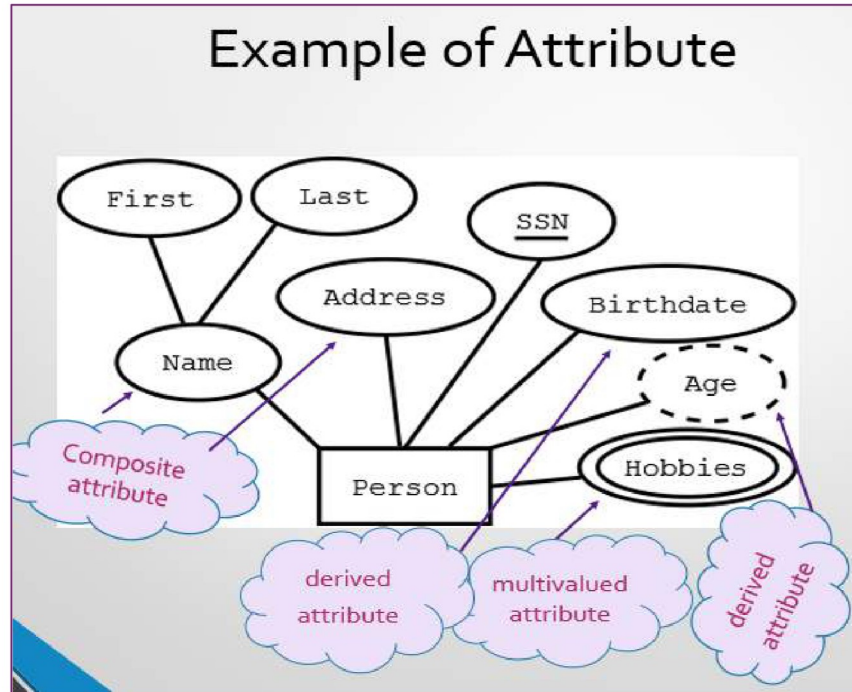 Example of Attribute
First
Last
SSN
Address
Birthdate
Name
Age
Composite
attribute
Person
Hobbies
derived
attribute
multivalued
attribute
derived
attribute